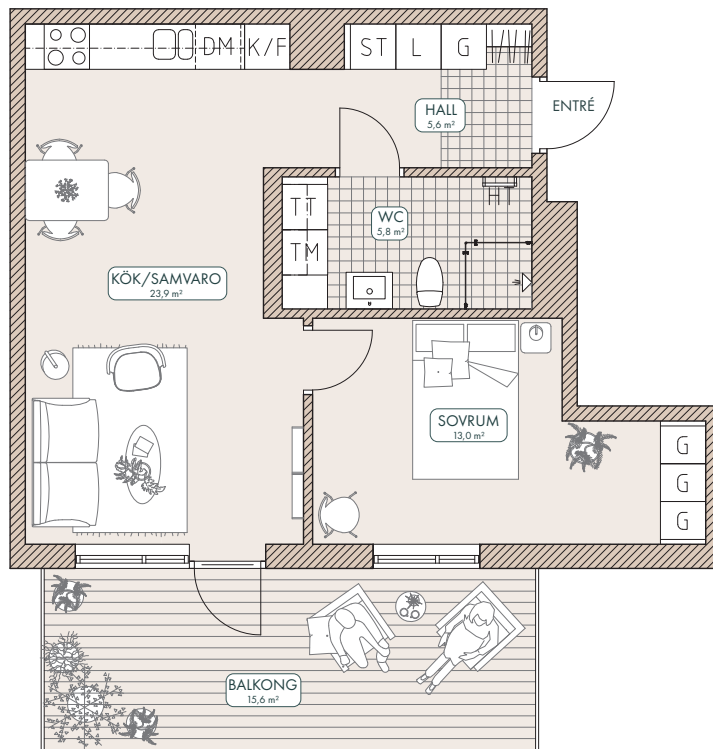 DM K/F ST L G
HALL
5,6 m²
ENTRÉ
TT
HT
WC
5,8 m²
TM
KÖK/SAMVARO
23,9 m²
SOVRUM
13,0 m²
G
G
G
BALKONG
15,6 m²